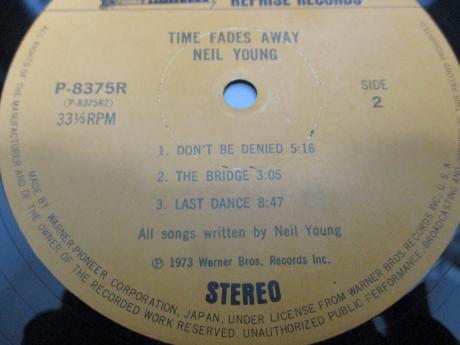 REPRISE RECORDS
TIME FADES AWAY
NEIL YOUNG
P-8375R
(P-8375R2)
33⅓RPM
SIDE
2
1. DON'T BE DENIED 5:16
2. THE BRIDGE 3:05
3. LAST DANCE 8:47
All songs written by Neil Young
℗ 1973 Warner Bros. Records Inc.
STEREO
MADE BY WARNER-PIONEER CORPORATION, JAPAN, UNDER LICENSE FROM WARNER BROS. RECORDS INC., U.S.A.
ALL RIGHTS OF THE MANUFACTURER AND OF THE OWNER OF THE RECORDED WORK RESERVED. UNAUTHORIZED PUBLIC PERFORMANCE, BROADCASTING AND
RECORD PROHIBITED